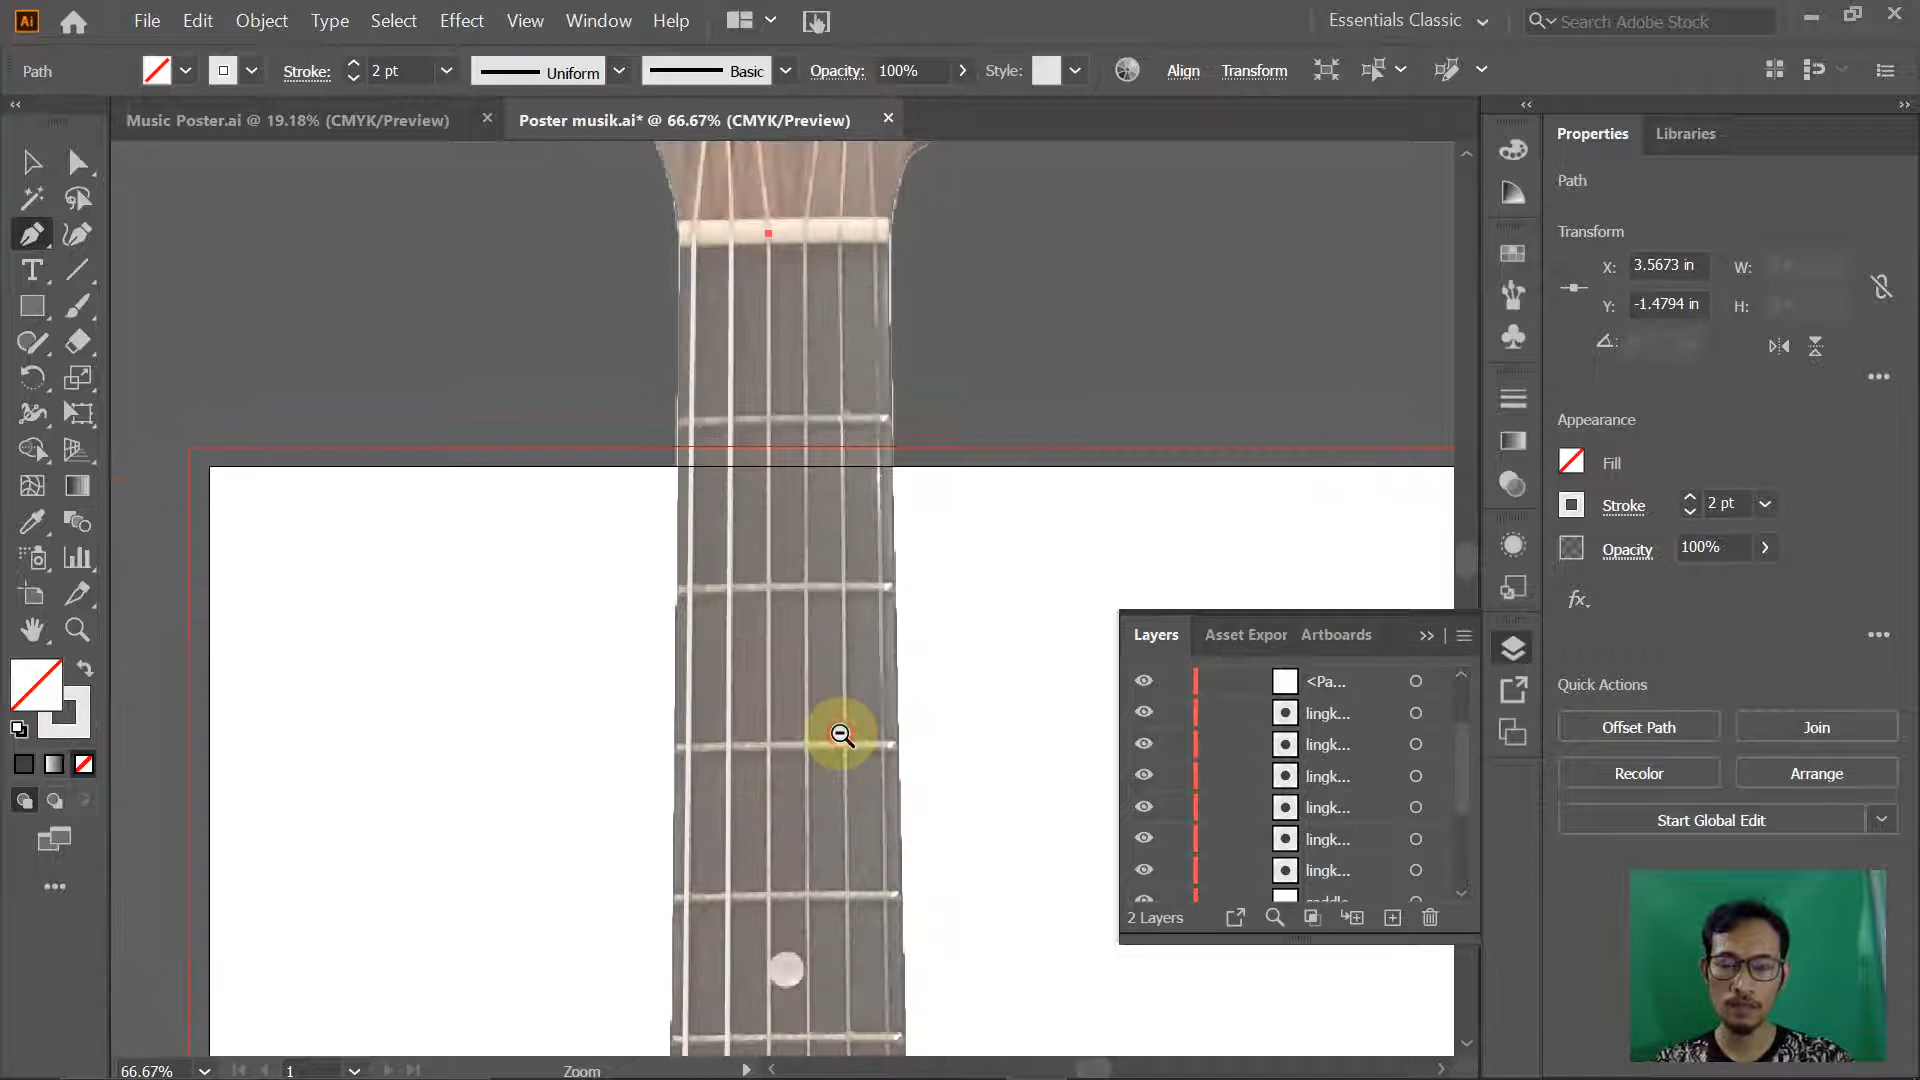 Ai File Edit Object Type Select Effect View Window Help Essentials Classic Search Adobe Stock
Path Stroke: 2 pt Uniform Basic Opacity: 100% Style: Align Transform
Music Poster.ai @ 19.18% (CMYK/Preview) Poster musik.ai* @ 66.67% (CMYK/Preview)
Properties Libraries
Path
Transform
X: 3.5673 in W:
Y: -1.4794 in H:
Appearance
Fill
Stroke 2 pt
Opacity 100%
fx.
Quick Actions
Offset Path Join
Recolor Arrange
Start Global Edit
Layers Asset Expor Artboards
<Pa...
lingk...
lingk...
lingk...
lingk...
lingk...
lingk...
2 Layers
66.67% 1 Zoom